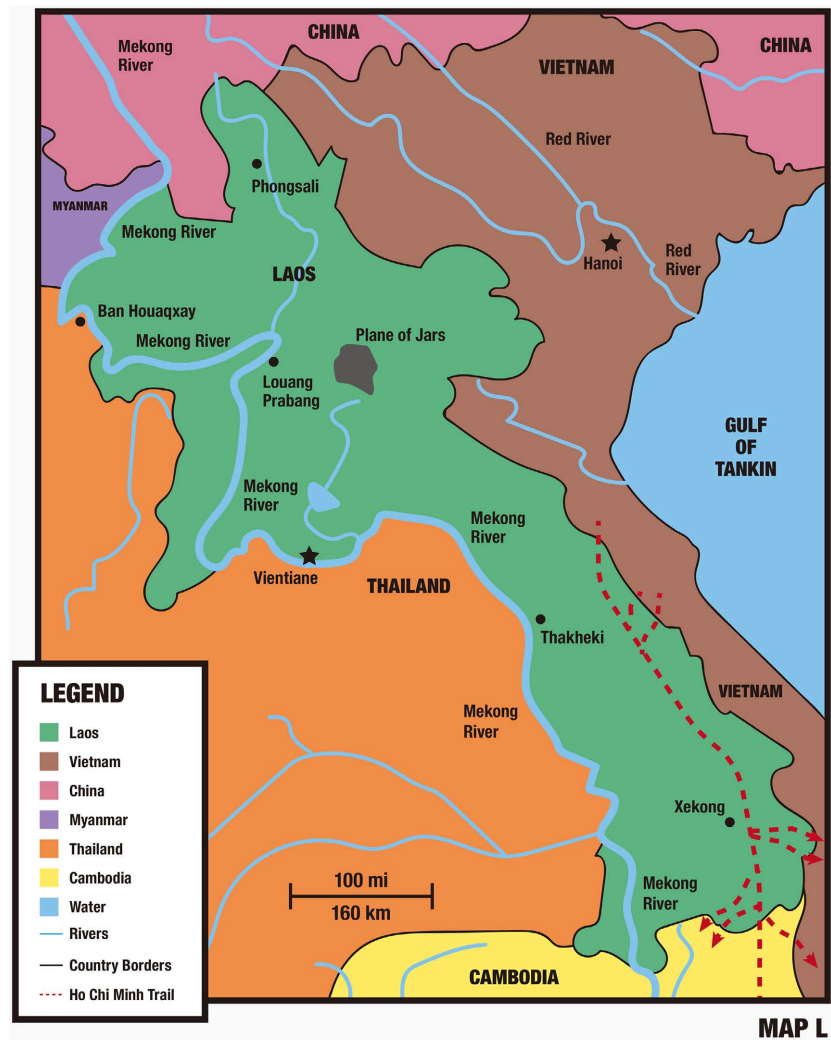 CHINA
CHINA
Mekong
River
VIETNAM
Red River
Phongsali
MYANMAR
Mekong River
Hanoi
Red
River
LAOS
Ban Houaqxay
Mekong River
Plane of Jars
Louang
Prabang
GULF
OF
TANKIN
Mekong
River
Mekong
River
Vientiane
THAILAND
Thakheki
VIETNAM
Mekong
River
Xekong
Mekong
River
100 mi
160 km
CAMBODIA
LEGEND
Laos
Vietnam
China
Myanmar
Thailand
Cambodia
Water
Rivers
Country Borders
Ho Chi Minh Trail
MAP L